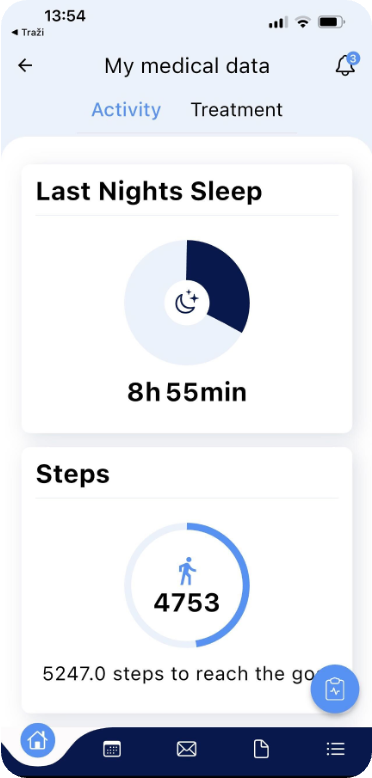 13:54
◀ Traži
My medical data
3
Activity Treatment
Last Nights Sleep
8h 55min
Steps
4753
5247.0 steps to reach the